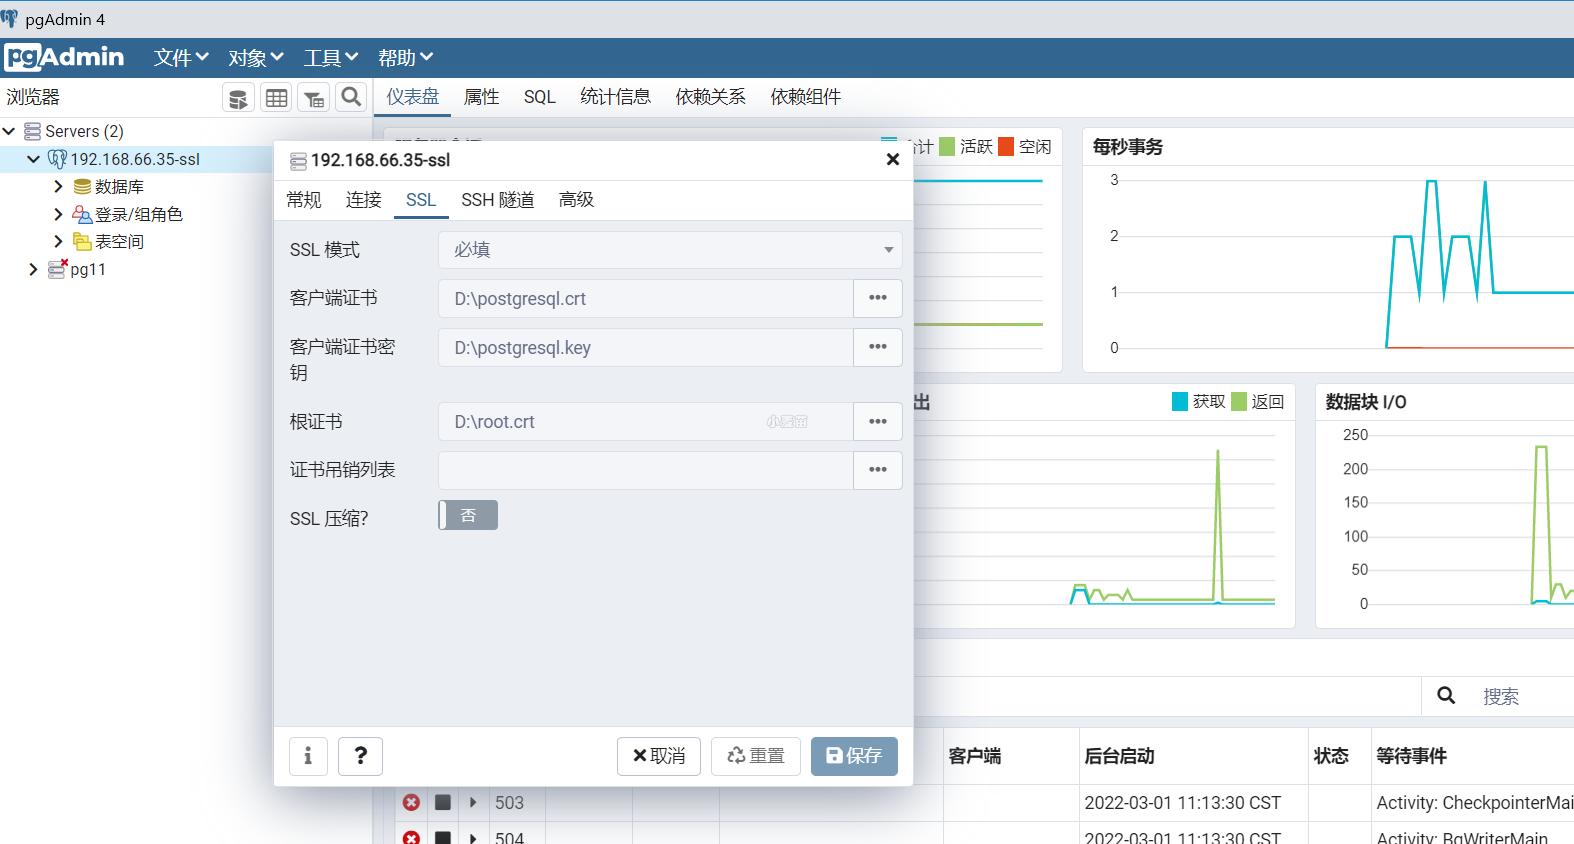 pgAdmin 4
pgAdmin 文件 对象 工具 帮助
浏览器
仪表盘 属性 SQL 统计信息 依赖关系 依赖组件
Servers (2)
192.168.66.35-ssl
数据库
登录/组角色
表空间
pg11
192.168.66.35-ssl
常规 连接 SSL SSH 隧道 高级
SSL 模式 必填
客户端证书 D:\postgresql.crt
客户端证书密
钥
D:\postgresql.key
根证书 D:\root.crt
证书吊销列表
SSL 压缩? 否
i ? 取消 重置 保存
计 活跃 空闲
每秒事务
3
2
1
0
出 获取 返回
数据块 I/O
250
200
150
100
50
0
搜索
客户端 后台启动 状态 等待事件
503 2022-03-01 11:13:30 CST Activity: CheckpointerMai
504 2022-03-01 11:13:30 CST Activity: BgWriterMain